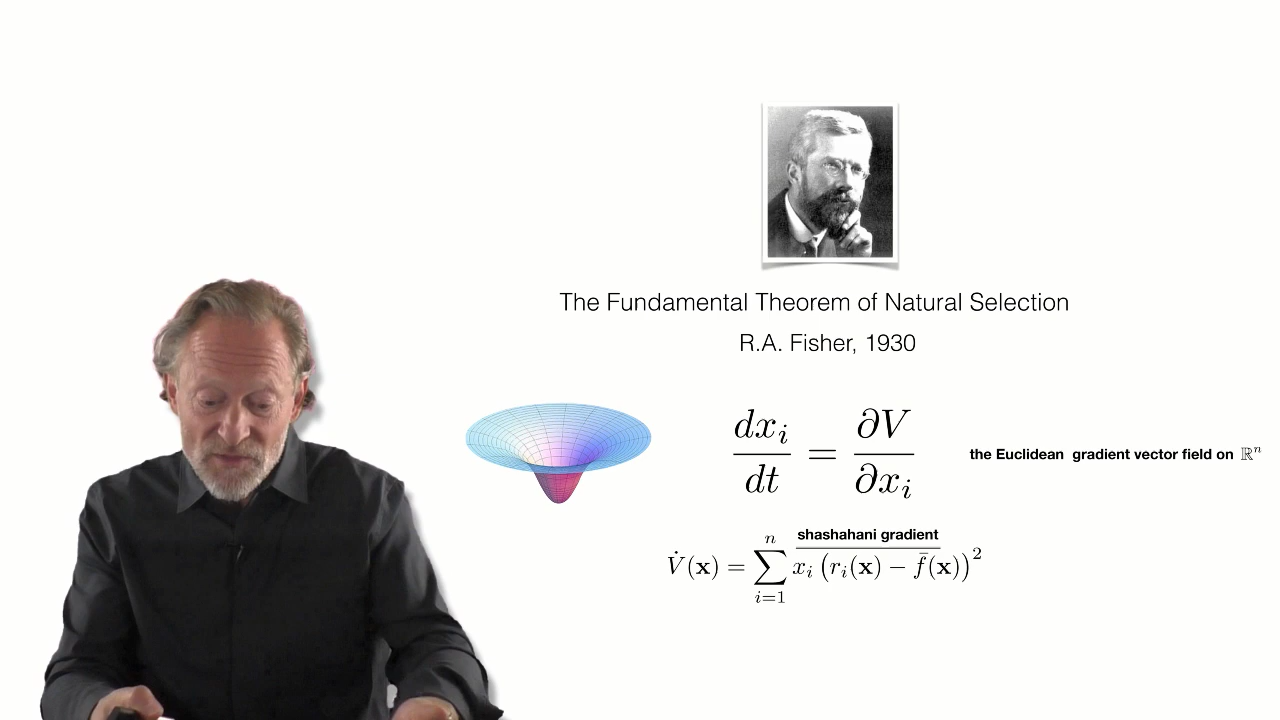 The Fundamental Theorem of Natural Selection
R.A. Fisher, 1930
dx_i/dt = ∂V/∂x_i
the Euclidean gradient vector field on ℝ^n
shashahani gradient
V̇(𝐱) = ∑_{i=1}^{n} x_i (r_i(𝐱) − f̄(𝐱))^2